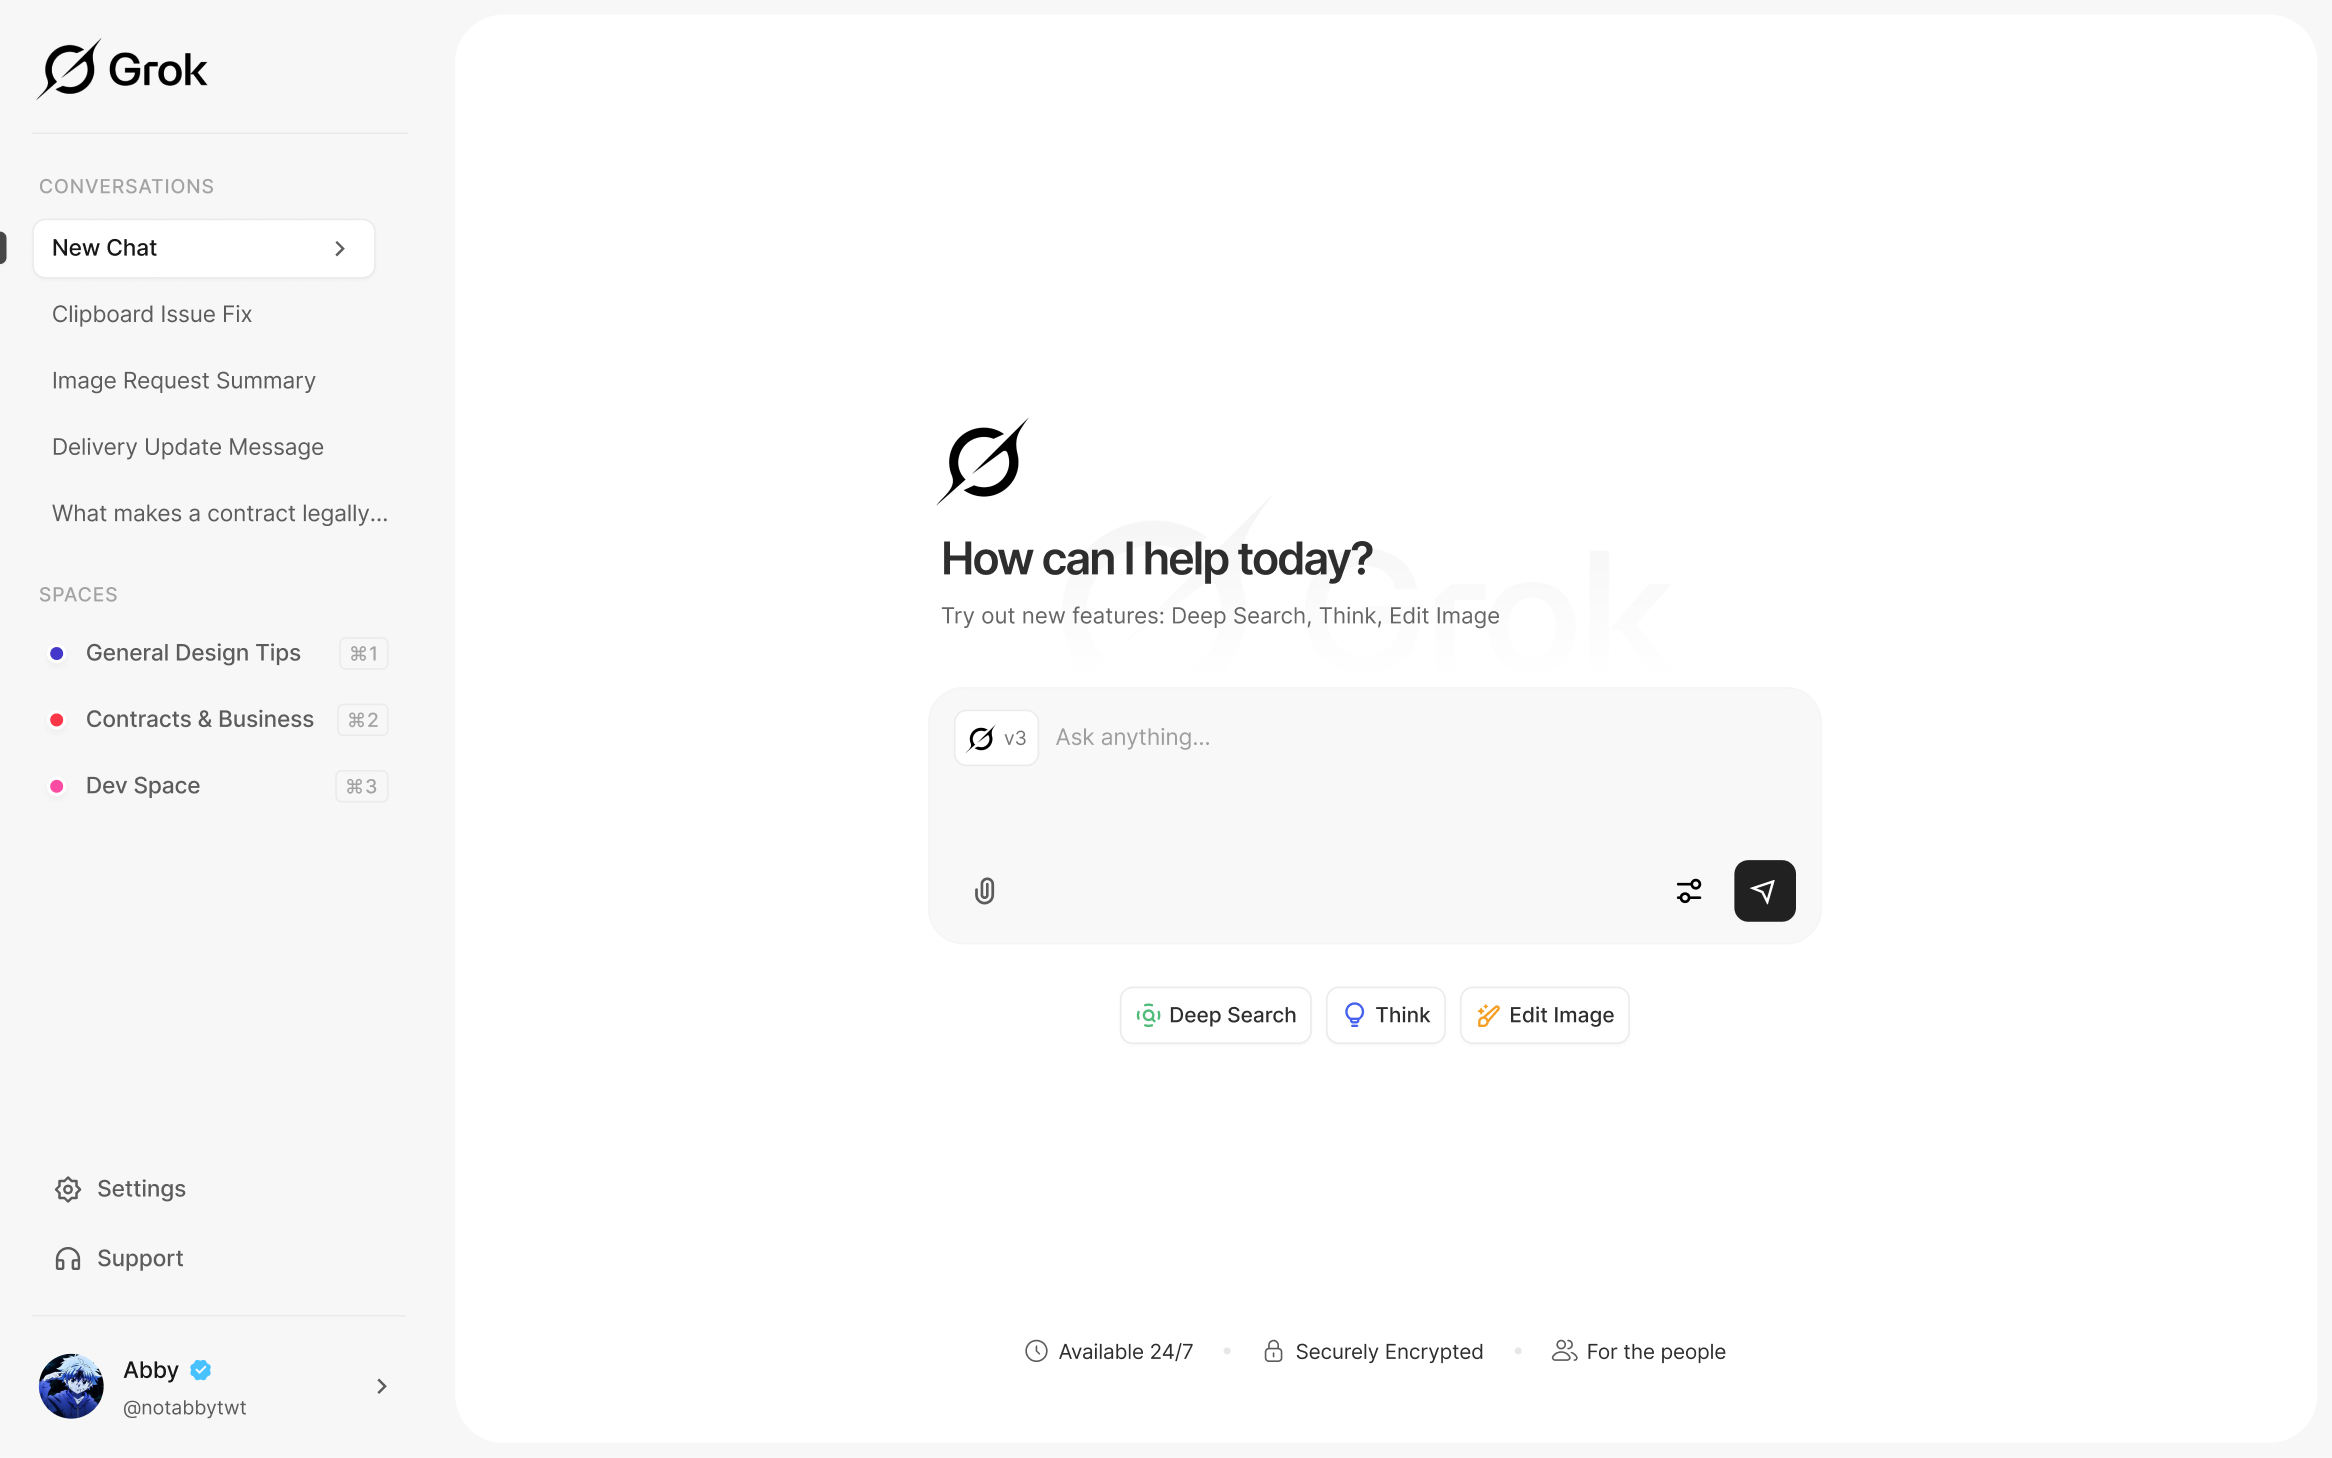 Grok
CONVERSATIONS
New Chat
Clipboard Issue Fix
Image Request Summary
Delivery Update Message
What makes a contract legally...
SPACES
General Design Tips ⌘1
Contracts & Business ⌘2
Dev Space ⌘3
Settings
Support
Abby
@notabbytwt
Grok
How can I help today?
Try out new features: Deep Search, Think, Edit Image
v3 Ask anything...
Deep Search Think Edit Image
Available 24/7 • Securely Encrypted • For the people